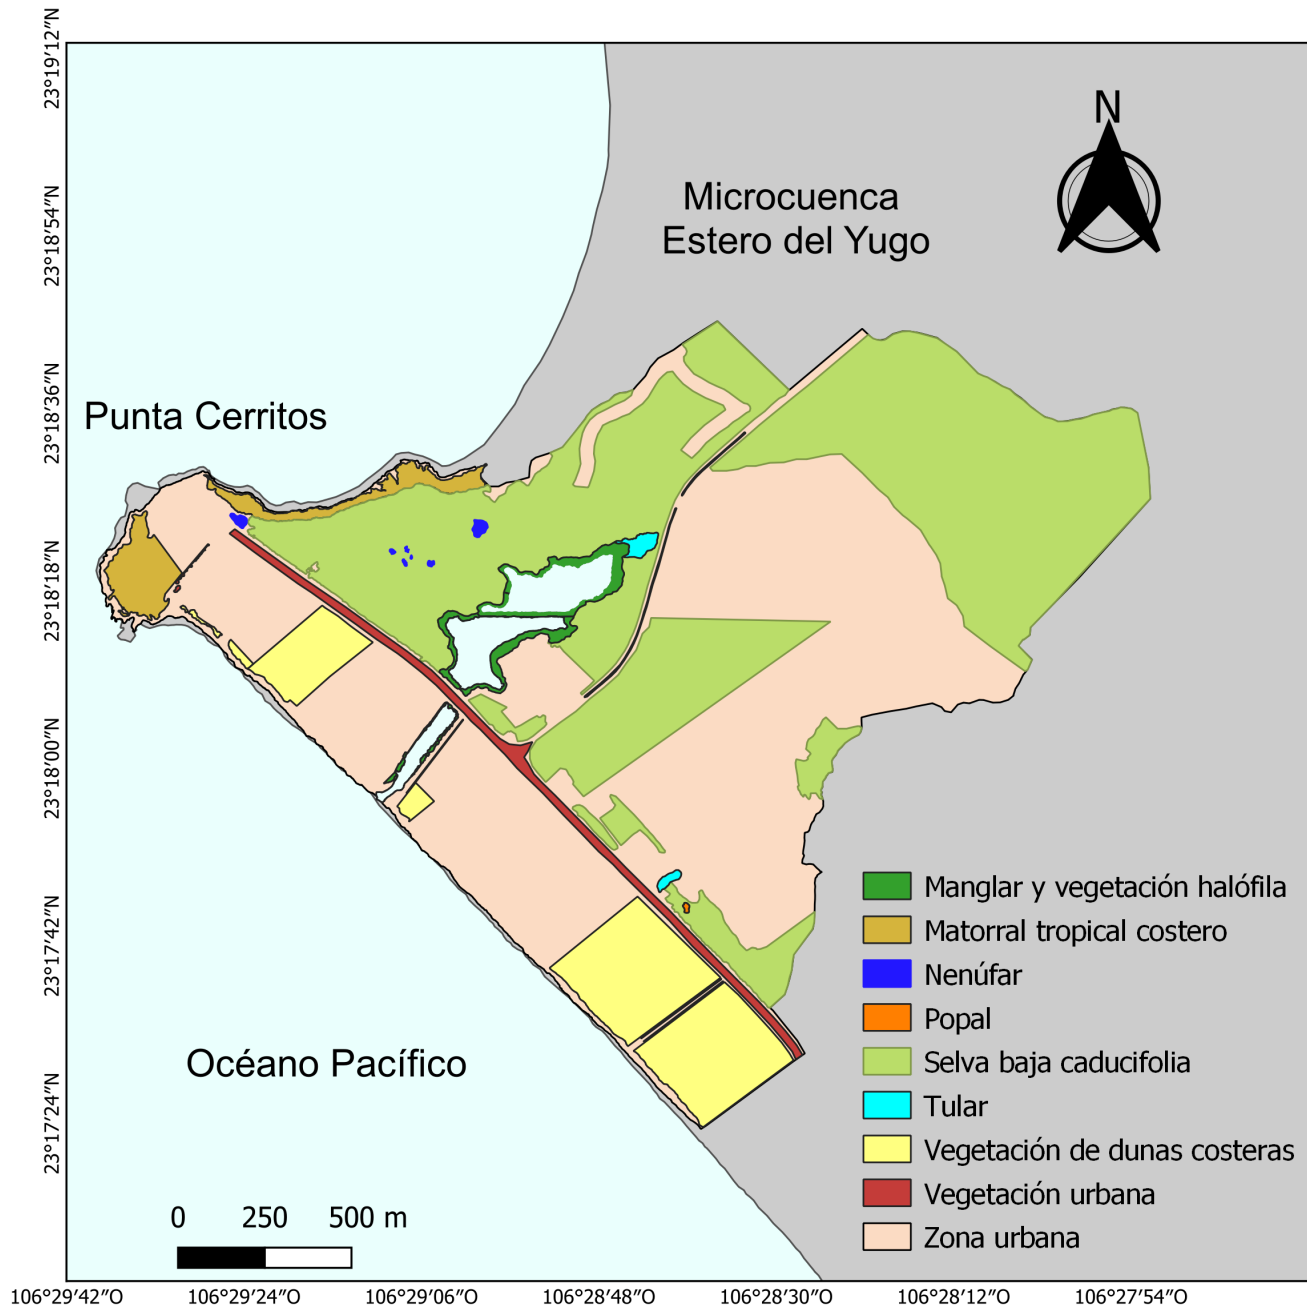 23°19′12″N
23°18′54″N
23°18′36″N
23°18′18″N
23°18′00″N
23°17′42″N
23°17′24″N
N
Microcuenca
Estero del Yugo
Punta Cerritos
Océano Pacífico
Manglar y vegetación halófila
Matorral tropical costero
Nenúfar
Popal
Selva baja caducifolia
Tular
Vegetación de dunas costeras
Vegetación urbana
Zona urbana
0 250 500 m
106°29′42″O 106°29′24″O 106°29′06″O 106°28′48″O 106°28′30″O 106°28′12″O 106°27′54″O